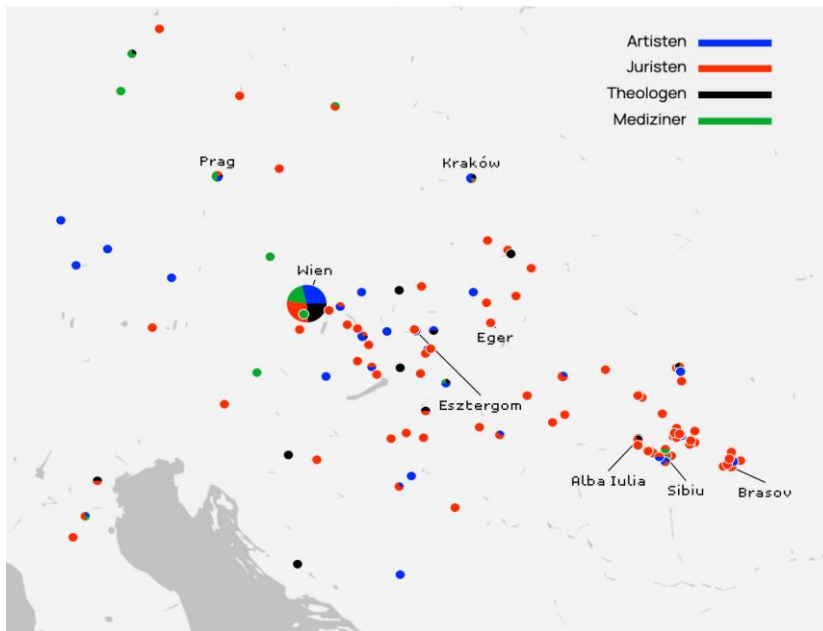 Artisten
Juristen
Theologen
Mediziner
Prag
Kraków
Wien
Eger
Esztergom
Alba Iulia
Sibiu
Brasov